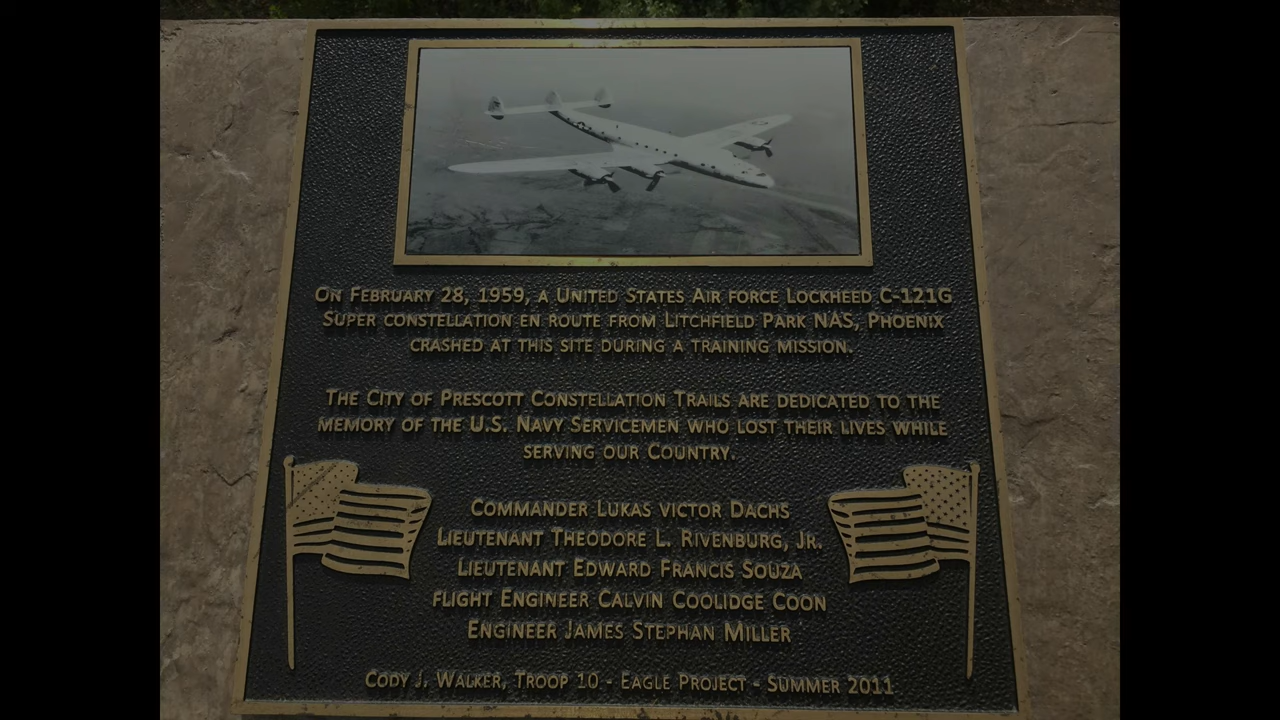 On February 28, 1959, a United States Air force Lockheed C-121G
Super constellation en route from Litchfield Park NAS, Phoenix
crashed at this site during a training mission.
The City of Prescott Constellation Trails are dedicated to the
memory of the U.S. Navy Servicemen who lost their lives while
serving our Country.
Commander Lukas victor Dachs
Lieutenant Theodore L. Rivenburg, Jr.
Lieutenant Edward Francis Souza
flight Engineer Calvin Coolidge Coon
Engineer James Stephan Miller
Cody J. Walker, Troop 10 - Eagle Project - Summer 2011